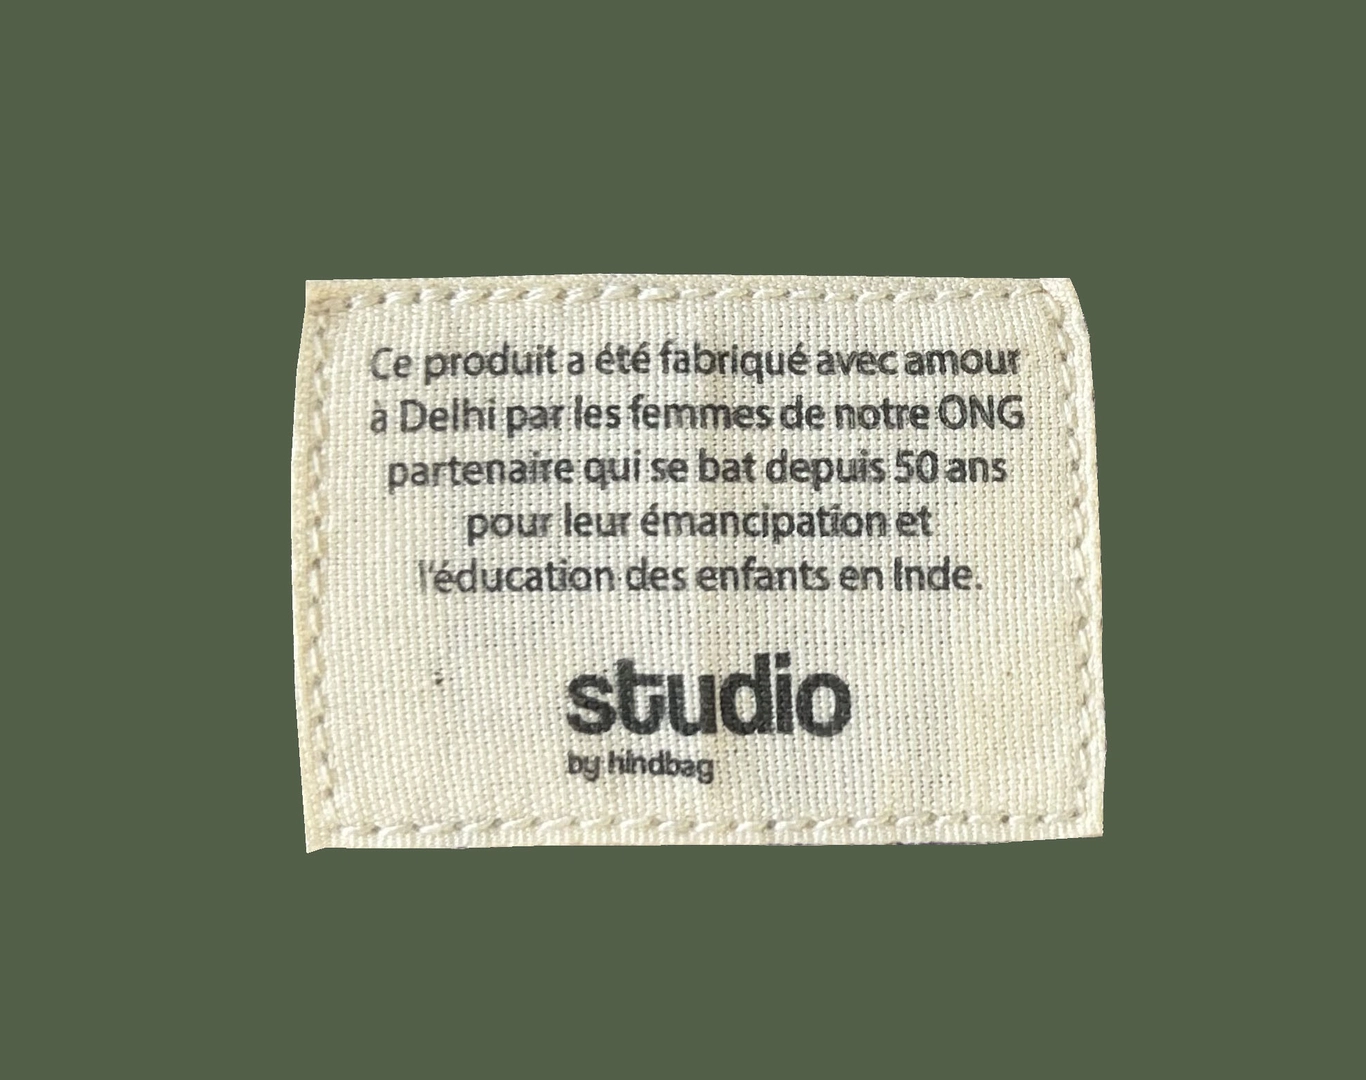 Ce produit a été fabriqué avec amour
à Delhi par les femmes de notre ONG
partenaire qui se bat depuis 50 ans
pour leur émancipation et
l'éducation des enfants en Inde.
studio
by hindbag